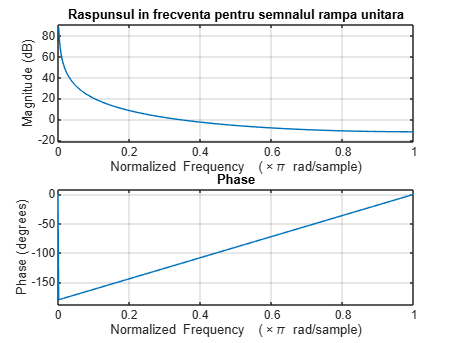 Raspunsul in frecventa pentru semnalul rampa unitara
80
60
40
20
0
-20
Magnitude (dB)
0 0.2 0.4 0.6 0.8 1
Normalized Frequency (×π rad/sample)
Phase
0
-50
-100
-150
Phase (degrees)
0 0.2 0.4 0.6 0.8 1
Normalized Frequency (×π rad/sample)